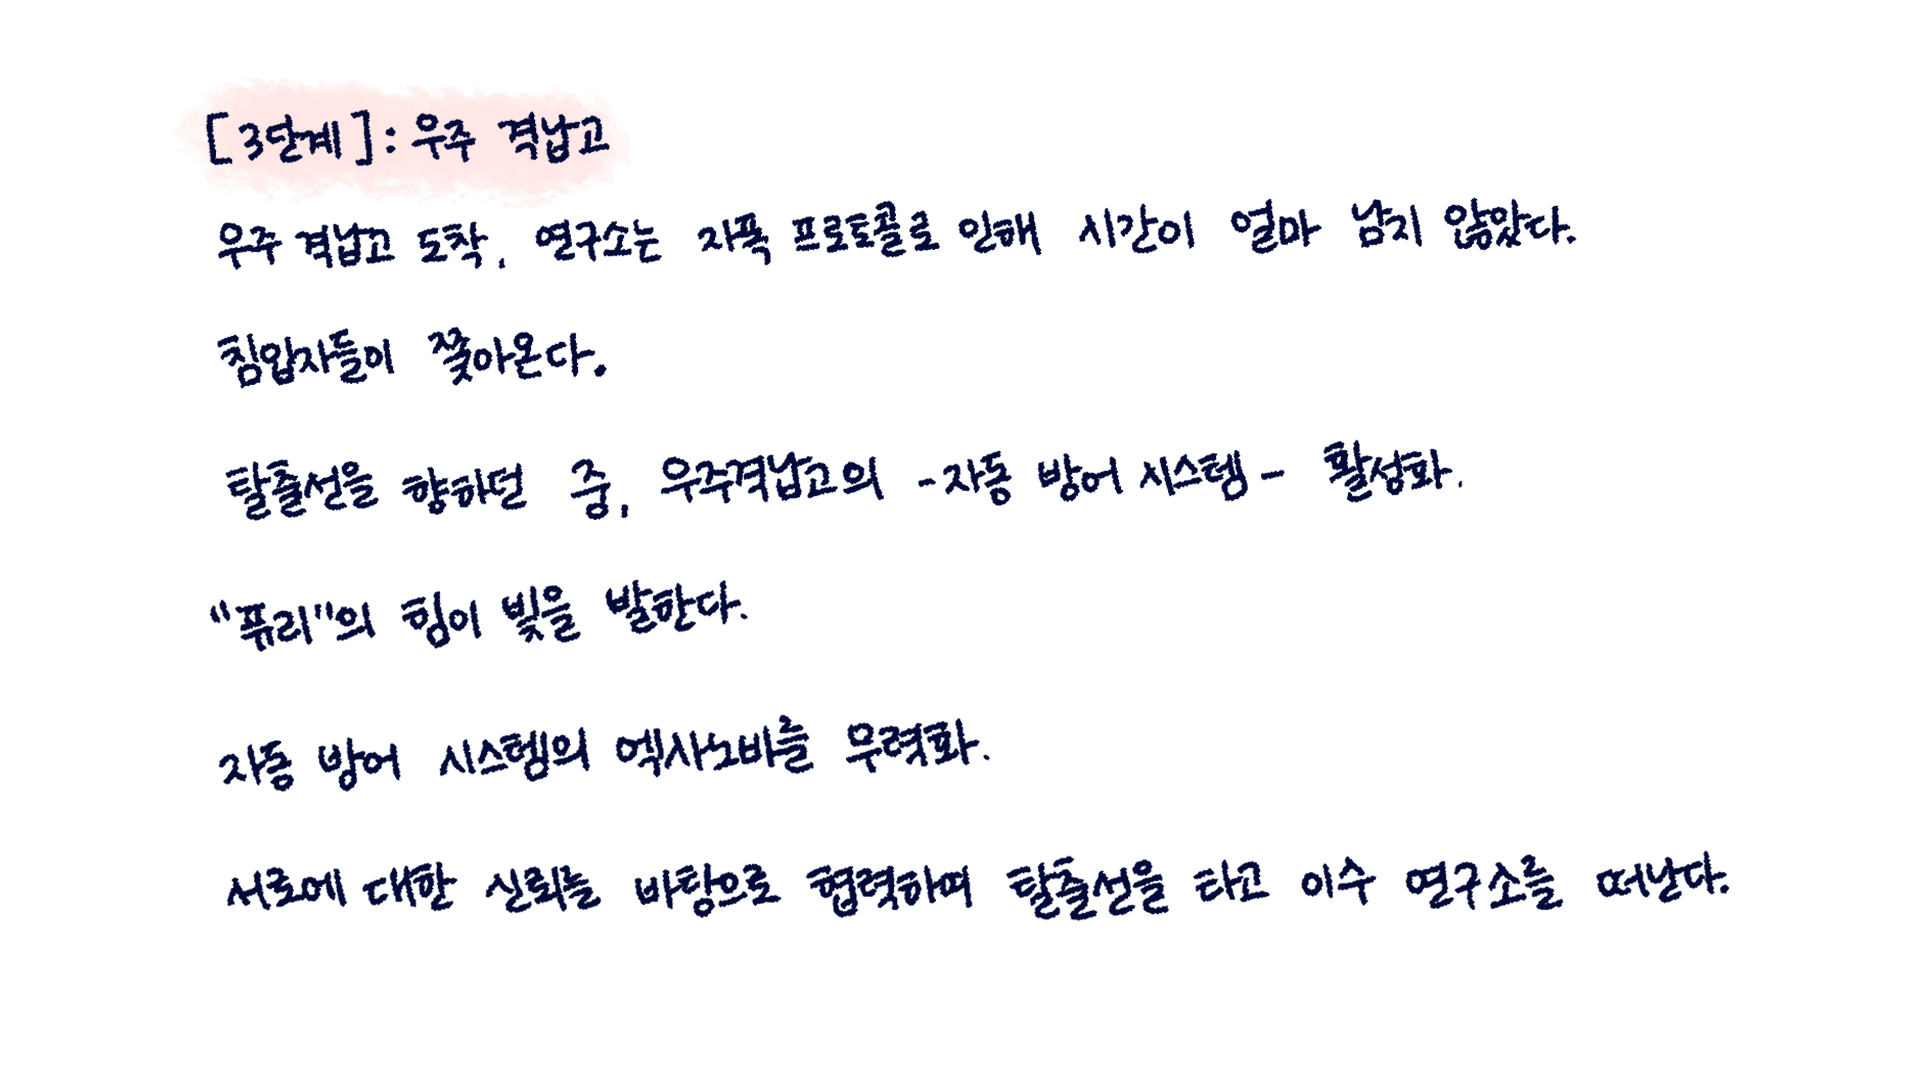 [3단계]: 우주 격납고
우주 격납고 도착, 연구소는 자폭 프로토콜로 인해 시간이 얼마 남지 않았다.
침입자들이 쫓아온다.
탈출선을 향하던 중, 우주격납고의 -자동 방어 시스템- 활성화.
"퓨리"의 힘이 빛을 발한다.
자동 방어 시스템의 엑사노바를 무력화.
서로에 대한 신뢰를 바탕으로 협력하며 탈출선을 타고 이수 연구소를 떠난다.